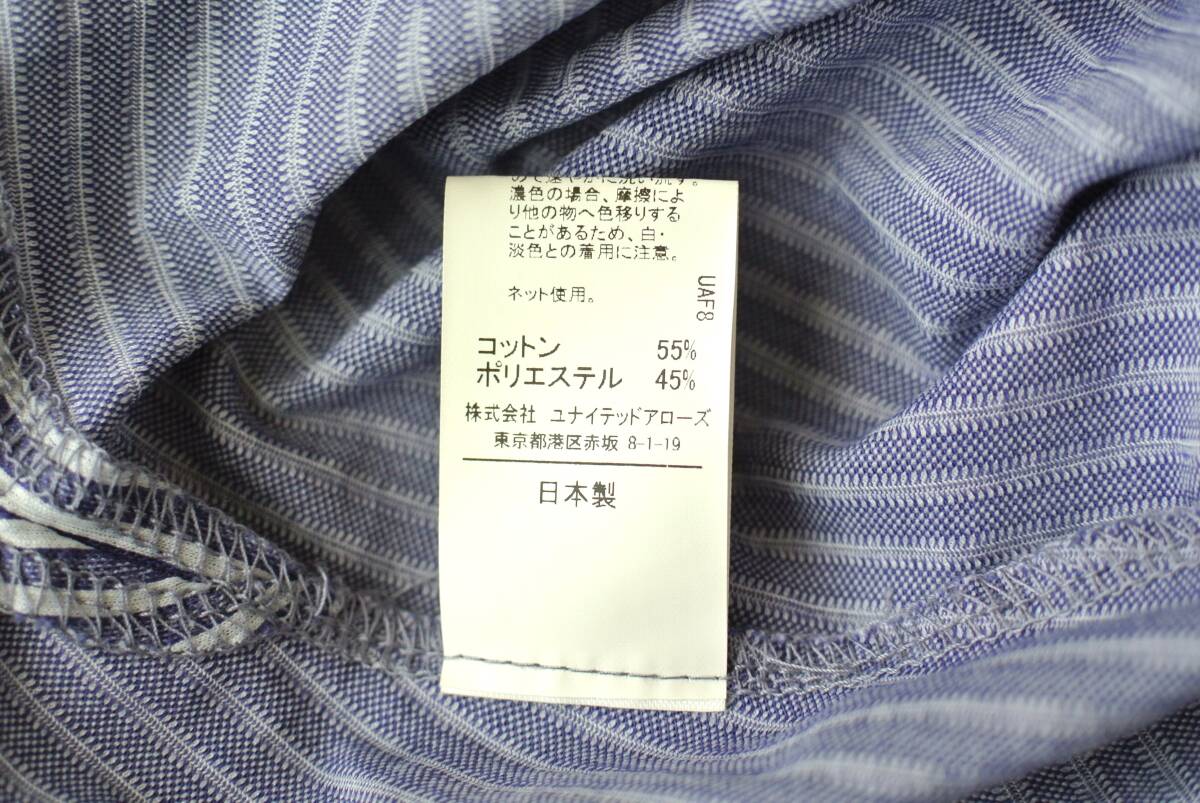 濃色の場合、摩擦によ
り他の物へ色移りする
ことがあるため、白・
淡色との着用に注意。
ネット使用。
UAF8
コットン 55%
ポリエステル 45%
株式会社 ユナイテッドアローズ
東京都港区赤坂 8-1-19
日本製